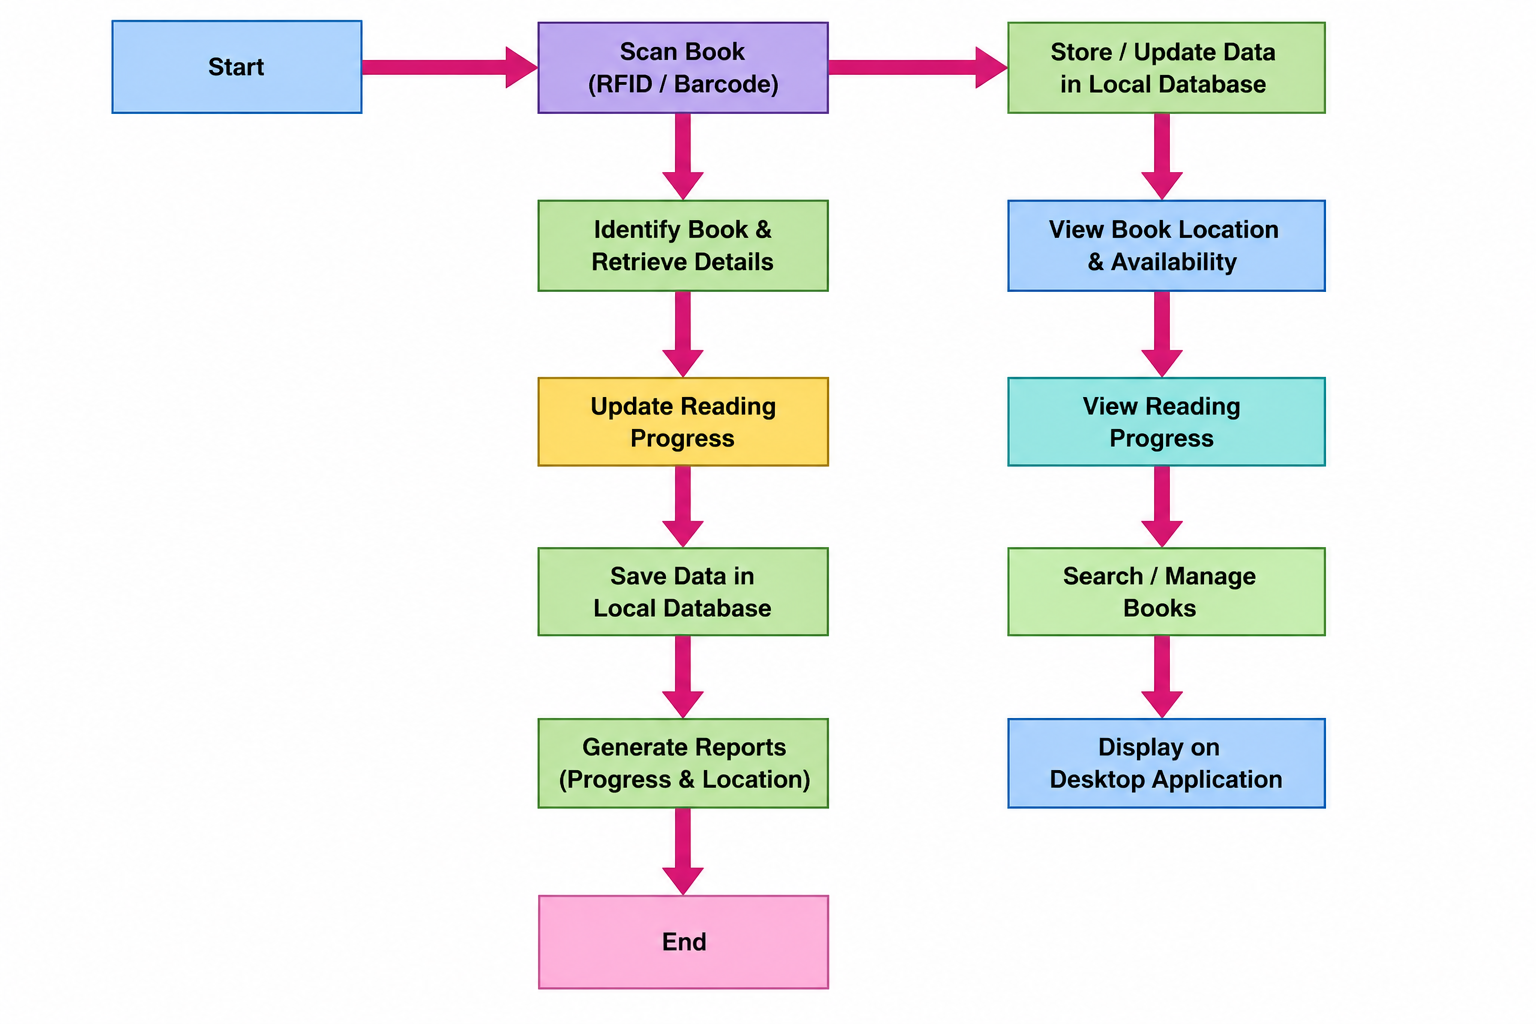 Start
Scan Book
(RFID / Barcode)
Store / Update Data
in Local Database
Identify Book &
Retrieve Details
View Book Location
& Availability
Update Reading
Progress
View Reading
Progress
Save Data in
Local Database
Search / Manage
Books
Generate Reports
(Progress & Location)
Display on
Desktop Application
End